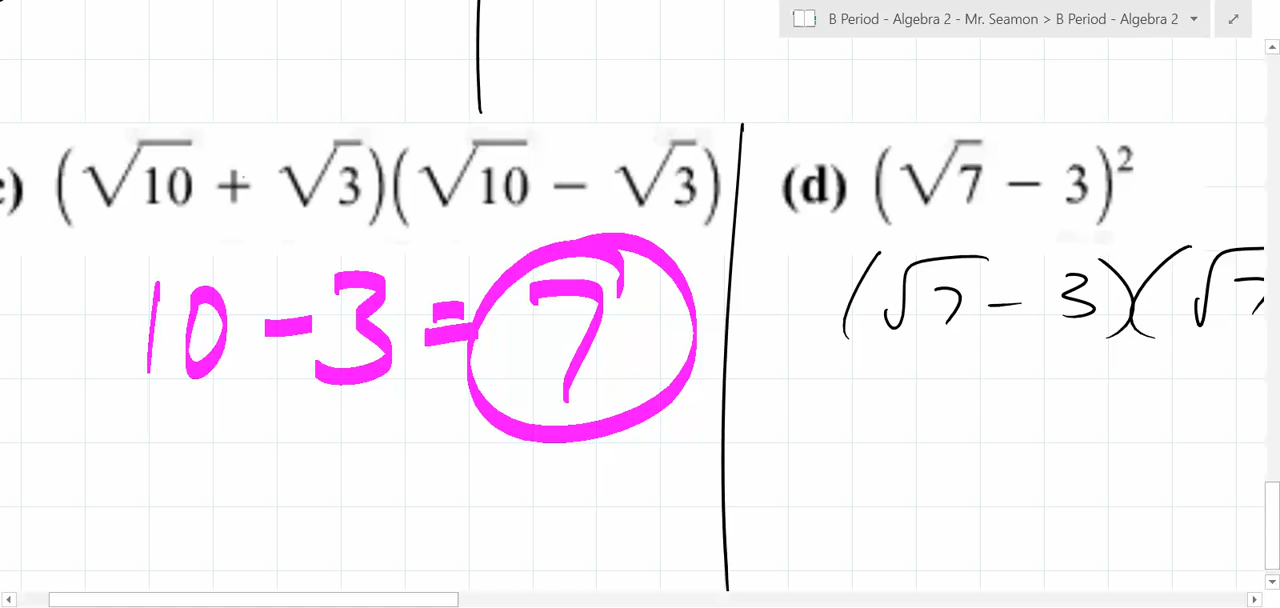 B Period - Algebra 2 - Mr. Seamon > B Period - Algebra 2
) (√10 + √3)(√10 − √3)
(d) (√7 − 3)²
10 − 3 = 7
(√7 − 3)(√7